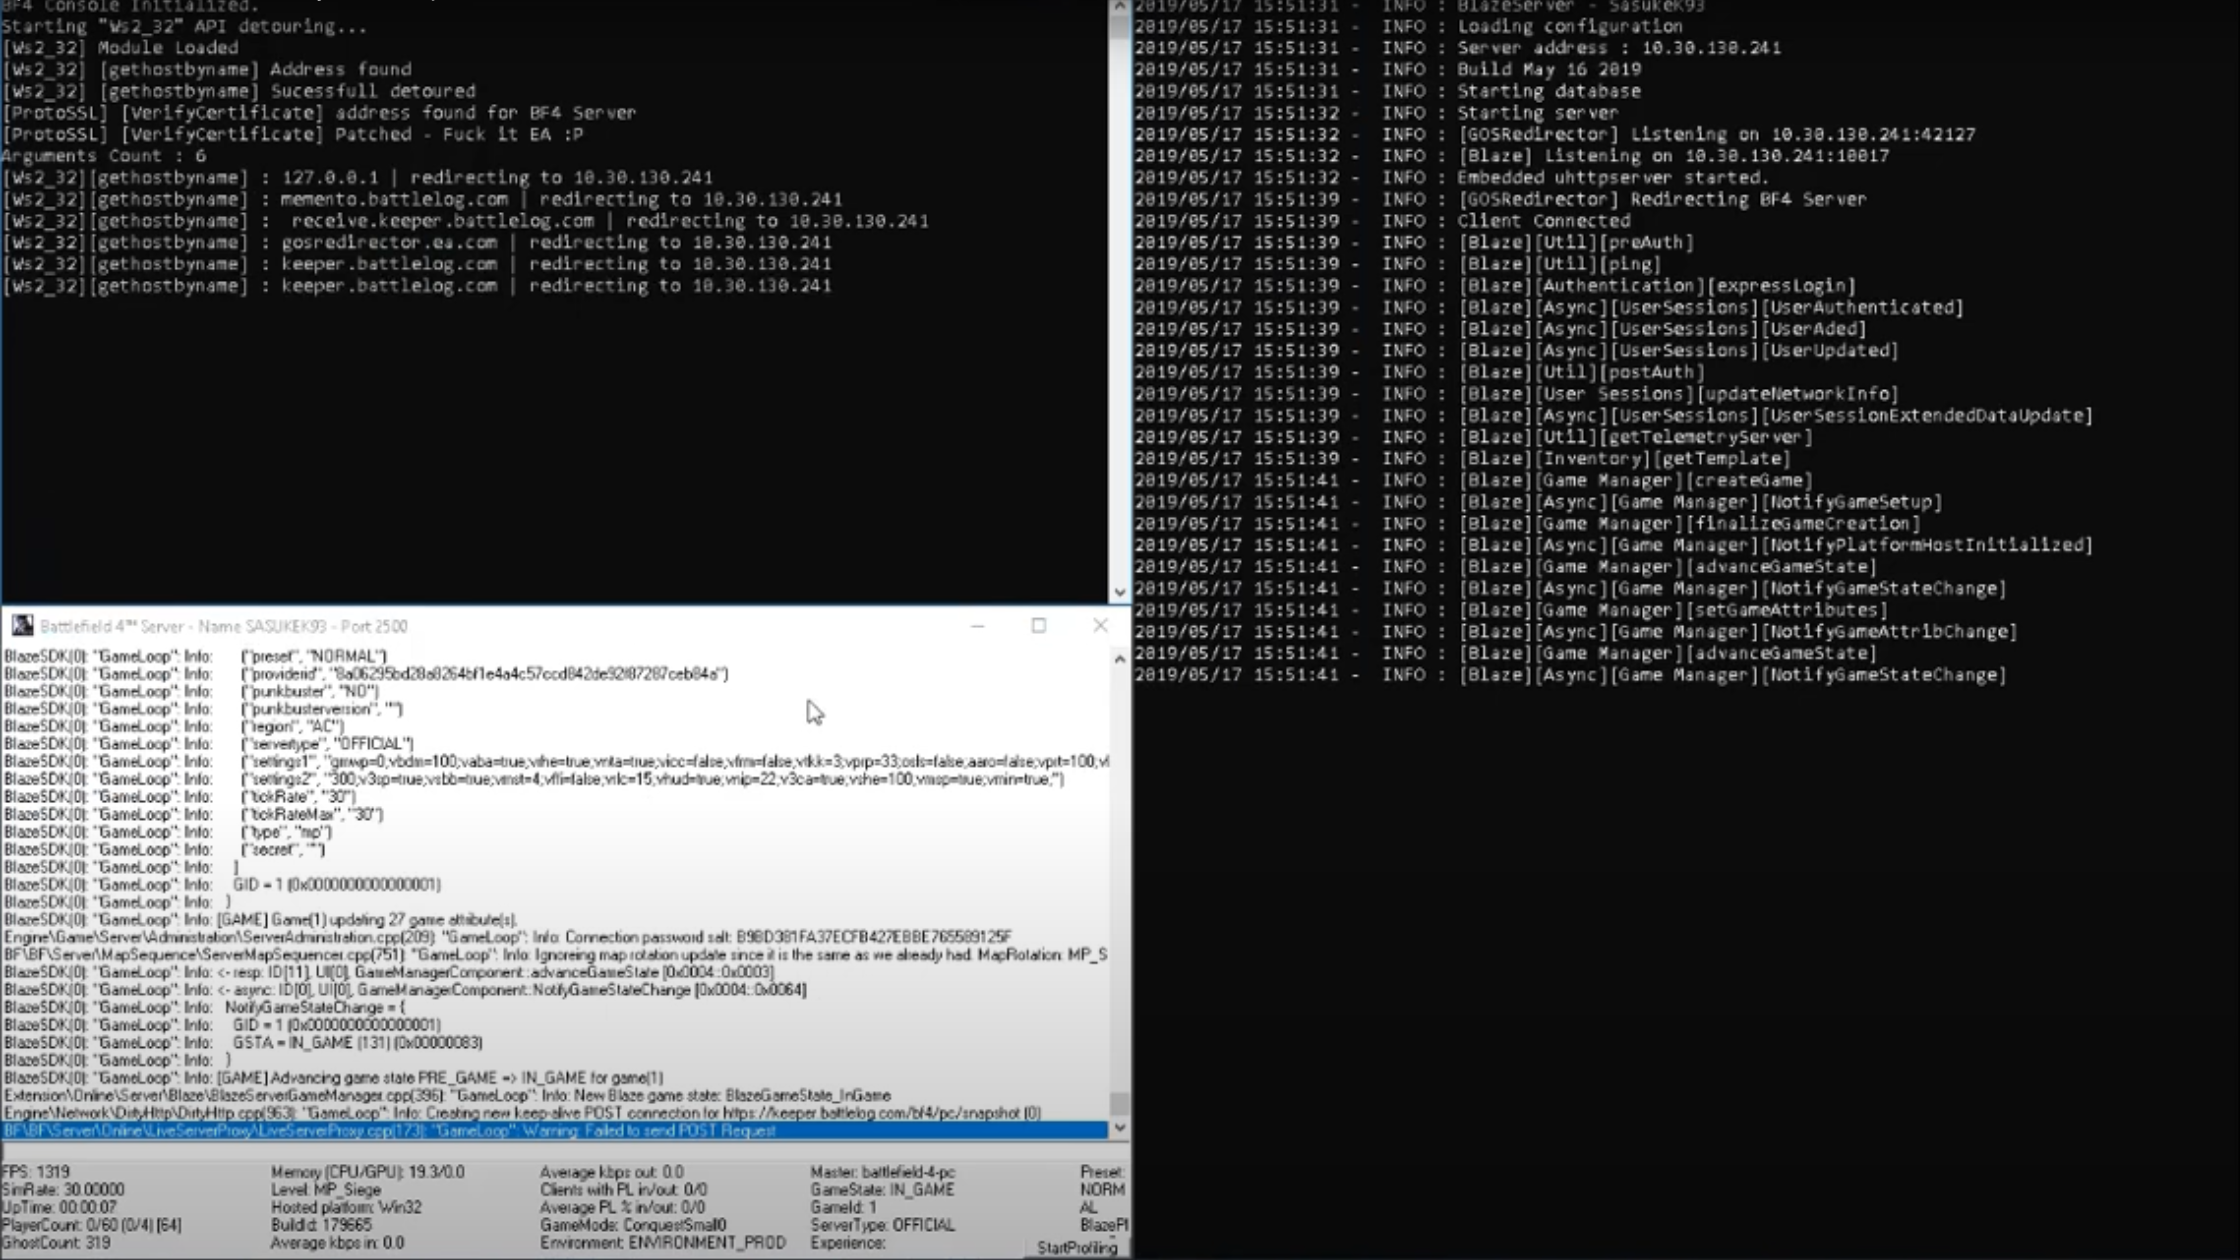 BF4 Console Initialized.
Starting "Ws2_32" API detouring...
[Ws2_32] Module Loaded
[Ws2_32] [gethostbyname] Address found
[Ws2_32] [gethostbyname] Sucessfull detoured
[ProtoSSL] [VerifyCertificate] address found for BF4 Server
[ProtoSSL] [VerifyCertificate] Patched - Fuck it EA :P
Arguments Count : 6
[Ws2_32][gethostbyname] : 127.0.0.1 | redirecting to 10.30.130.241
[Ws2_32][gethostbyname] : memento.battlelog.com | redirecting to 10.30.130.241
[Ws2_32][gethostbyname] :  receive.keeper.battlelog.com | redirecting to 10.30.130.241
[Ws2_32][gethostbyname] : gosredirector.ea.com | redirecting to 10.30.130.241
[Ws2_32][gethostbyname] : keeper.battlelog.com | redirecting to 10.30.130.241
[Ws2_32][gethostbyname] : keeper.battlelog.com | redirecting to 10.30.130.241
2019/05/17 15:51:31 -  INFO : BlazeServer - SasukeK93
2019/05/17 15:51:31 -  INFO : Loading configuration
2019/05/17 15:51:31 -  INFO : Server address : 10.30.130.241
2019/05/17 15:51:31 -  INFO : Build May 16 2019
2019/05/17 15:51:31 -  INFO : Starting database
2019/05/17 15:51:32 -  INFO : Starting server
2019/05/17 15:51:32 -  INFO : [GOSRedirector] Listening on 10.30.130.241:42127
2019/05/17 15:51:32 -  INFO : [Blaze] Listening on 10.30.130.241:10017
2019/05/17 15:51:32 -  INFO : Embedded uhttpserver started.
2019/05/17 15:51:39 -  INFO : [GOSRedirector] Redirecting BF4 Server
2019/05/17 15:51:39 -  INFO : Client Connected
2019/05/17 15:51:39 -  INFO : [Blaze][Util][preAuth]
2019/05/17 15:51:39 -  INFO : [Blaze][Util][ping]
2019/05/17 15:51:39 -  INFO : [Blaze][Authentication][expressLogin]
2019/05/17 15:51:39 -  INFO : [Blaze][Async][UserSessions][UserAuthenticated]
2019/05/17 15:51:39 -  INFO : [Blaze][Async][UserSessions][UserAded]
2019/05/17 15:51:39 -  INFO : [Blaze][Async][UserSessions][UserUpdated]
2019/05/17 15:51:39 -  INFO : [Blaze][Util][postAuth]
2019/05/17 15:51:39 -  INFO : [Blaze][User Sessions][updateNetworkInfo]
2019/05/17 15:51:39 -  INFO : [Blaze][Async][UserSessions][UserSessionExtendedDataUpdate]
2019/05/17 15:51:39 -  INFO : [Blaze][Util][getTelemetryServer]
2019/05/17 15:51:39 -  INFO : [Blaze][Inventory][getTemplate]
2019/05/17 15:51:41 -  INFO : [Blaze][Game Manager][createGame]
2019/05/17 15:51:41 -  INFO : [Blaze][Async][Game Manager][NotifyGameSetup]
2019/05/17 15:51:41 -  INFO : [Blaze][Game Manager][finalizeGameCreation]
2019/05/17 15:51:41 -  INFO : [Blaze][Async][Game Manager][NotifyPlatformHostInitialized]
2019/05/17 15:51:41 -  INFO : [Blaze][Game Manager][advanceGameState]
2019/05/17 15:51:41 -  INFO : [Blaze][Async][Game Manager][NotifyGameStateChange]
2019/05/17 15:51:41 -  INFO : [Blaze][Game Manager][setGameAttributes]
2019/05/17 15:51:41 -  INFO : [Blaze][Async][Game Manager][NotifyGameAttribChange]
2019/05/17 15:51:41 -  INFO : [Blaze][Game Manager][advanceGameState]
2019/05/17 15:51:41 -  INFO : [Blaze][Async][Game Manager][NotifyGameStateChange]
Battlefield 4™ Server - Name SASUKEK93 - Port 2500
BlazeSDK[0]: "GameLoop": Info:     ("preset", "NORMAL")
BlazeSDK[0]: "GameLoop": Info:     ("providerid",
BlazeSDK[0]: "GameLoop": Info:     ("punkbuster", "NO")
BlazeSDK[0]: "GameLoop": Info:     ("punkbusterversion", "")
BlazeSDK[0]: "GameLoop": Info:     ("region", "AC")
BlazeSDK[0]: "GameLoop": Info:     ("servertype", "OFFICIAL")
BlazeSDK[0]: "GameLoop": Info:     ("settings1", "gmwp=0;vbdm=100;vaba=true;vrhe=true;vnta=true;vicc=false;vfrm=false;vtkk=3;vprp=33;osls=false;aaro=false;vprt=100;
BlazeSDK[0]: "GameLoop": Info:     ("settings2", "300;v3sp=true;vsbb=true;vmst=4;vffi=false;vrlc=15;vhud=true;vnip=22;v3ca=true;vshe=100;vmsp=true;vmin=true;")
BlazeSDK[0]: "GameLoop": Info:     ("tickRate", "30")
BlazeSDK[0]: "GameLoop": Info:     ("tickRateMax", "30")
BlazeSDK[0]: "GameLoop": Info:     ("type", "mp")
BlazeSDK[0]: "GameLoop": Info:     ("secret", "")
BlazeSDK[0]: "GameLoop": Info:    ]
BlazeSDK[0]: "GameLoop": Info:    GID = 1 (0x0000000000000001)
BlazeSDK[0]: "GameLoop": Info:   }
BlazeSDK[0]: "GameLoop": Info: [GAME] Game(1) updating 27 game attribute(s).
Engine\Game\Server\Administration\ServerAdministration.cpp(209): "GameLoop": Info: Connection password salt: B9BD381FA37ECFB427EBBE765589125F
BF\BF\Server\MapSequence\ServerMapSequencer.cpp(751): "GameLoop": Info: Ignoreing map rotation update since it is the same as we already had. MapRotation: MP_S
BlazeSDK[0]: "GameLoop": Info: <- resp: ID[11], UI[0], GameManagerComponent::advanceGameState [0x0004::0x0003]
BlazeSDK[0]: "GameLoop": Info: <- async: ID[0], UI[0], GameManagerComponent::NotifyGameStateChange [0x0004::0x0064]
BlazeSDK[0]: "GameLoop": Info:   NotifyGameStateChange = {
BlazeSDK[0]: "GameLoop": Info:    GID = 1 (0x0000000000000001)
BlazeSDK[0]: "GameLoop": Info:    GSTA = IN_GAME (131) (0x00000083)
BlazeSDK[0]: "GameLoop": Info:   }
BlazeSDK[0]: "GameLoop": Info: [GAME] Advancing game state PRE_GAME => IN_GAME for game(1)
Extension\Online\Server\Blaze\BlazeServerGameManager.cpp(396): "GameLoop": Info: New Blaze game state: BlazeGameState_InGame
Engine\Network\DirtyHttp\DirtyHttp.cpp(963): "GameLoop": Info: Creating new keep-alive POST connection for https://keeper.battlelog.com/bf4/pc/snapshot (0)
BF\BF\Server\Online\LiveServerProxy\LiveServerProxy.cpp(173): "GameLoop": Warning: Failed to send POST Request
FPS: 1319 Memory (CPU/GPU): 19.3/0.0 Average kbps out: 0.0 Master: battlefield-4-pc Preset:
SimRate: 30.00000 Level: MP_Siege Clients with PL in/out: 0/0 GameState: IN_GAME NORM
UpTime: 00:00:07 Hosted platform: Win32 Average PL % in/out: 0/0 GameId: 1 AL
PlayerCount: 0/60 (0/4) [64] BuildId: 179665 GameMode: ConquestSmall0 ServerType: OFFICIAL BlazePl
GhostCount: 319 Average kbps in: 0.0 Environment: ENVIRONMENT_PROD Experience: StartProfiling